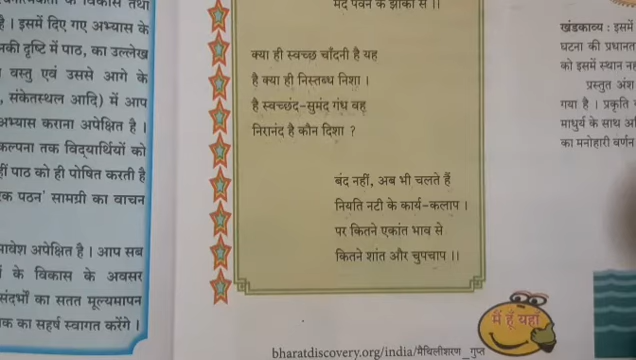 के विकास तथा
है । इसमें दिए गए अभ्यास के
दृष्टि में पाठ, का उल्लेख
वस्तु एवं उससे आगे के
, संकेतस्थल आदि) में आप
अभ्यास कराना अपेक्षित है ।
कल्पना तक विद्यार्थियों को
पाठ को ही पोषित करती है
पठन' सामग्री का वाचन
अपेक्षित है । आप सब
के विकास के अवसर
संदर्भों का सतत मूल्यमापन
का सहर्ष स्वागत करेंगे ।
मंद पवन के झोंकों से ।।
क्या ही स्वच्छ चाँदनी है यह
है क्या ही निस्तब्ध निशा ।
है स्वच्छंद-सुमंद गंध वह
निरानंद है कौन दिशा ?
बंद नहीं, अब भी चलते हैं
नियति नटी के कार्य-कलाप ।
पर कितने एकांत भाव से
कितने शांत और चुपचाप ।।
मैं हूँ यहाँ
bharatdiscovery.org/india/मैथिलीशरण_गुप्त
खंडकाव्य : इसमें
घटना की प्रधानता
को इसमें स्थान
प्रस्तुत अंश
गया है । प्रकृति
माधुर्य के साथ
का मनोहारी वर्णन